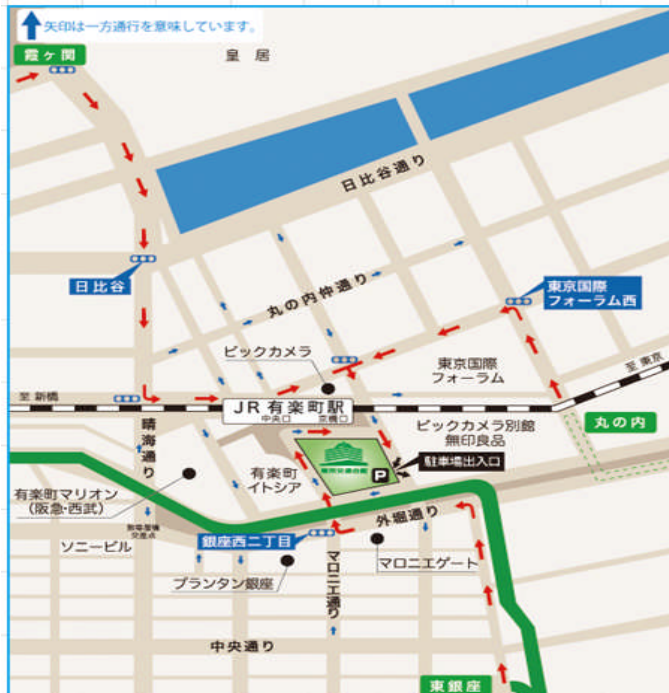 矢印は一方通行を意味しています。
霞ヶ関
皇 居
日比谷通り
日比谷
丸の内仲通り
東京国際
フォーラム西
ビックカメラ
東京国際
フォーラム
至 新橋
至 東京
JR 有楽町駅
中央口
京橋口
晴海通り
ビックカメラ別館
無印良品
丸の内
駐車場出入口
P
有楽町
イトシア
有楽町マリオン
(阪急・西武)
外堀通り
銀座西二丁目
ソニービル
マロニエゲート
プランタン銀座
マロニエ通り
中央通り
東銀座